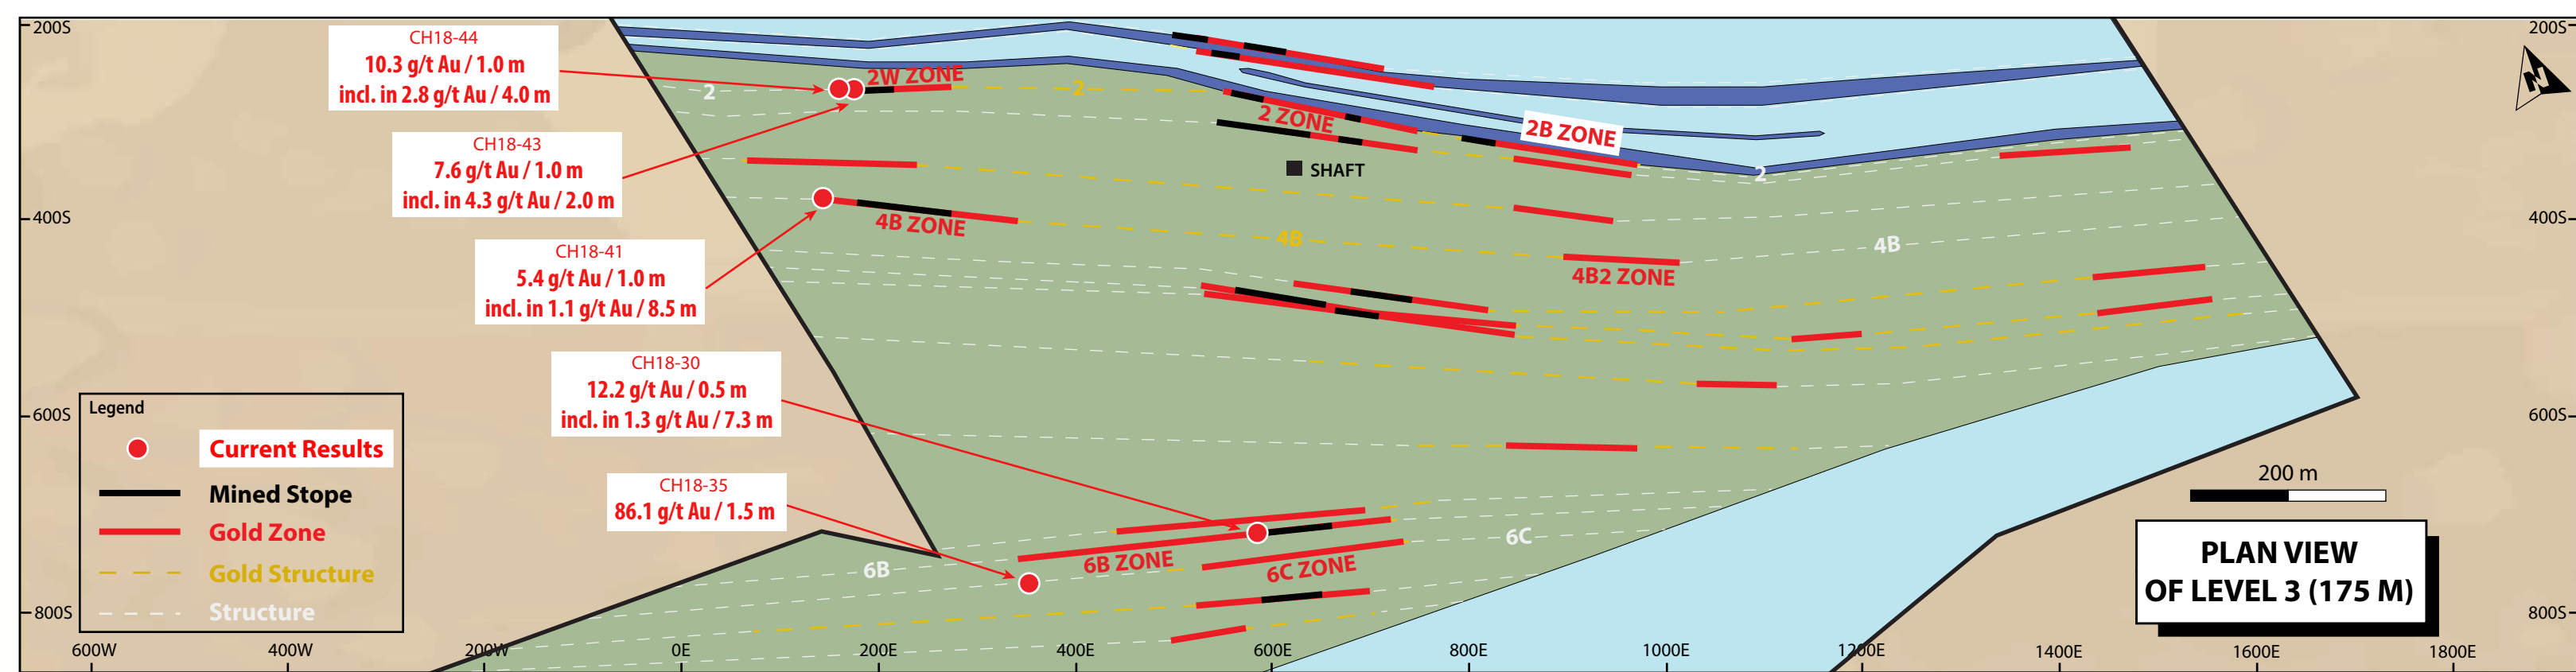 200S
200S
CH18-44
10.3 g/t Au / 1.0 m
incl. in 2.8 g/t Au / 4.0 m
N
2W ZONE
2
2
2 ZONE
2B ZONE
CH18-43
7.6 g/t Au / 1.0 m
incl. in 4.3 g/t Au / 2.0 m
SHAFT
2
400S
400S
4B ZONE
4B
4B
4B2 ZONE
CH18-41
5.4 g/t Au / 1.0 m
incl. in 1.1 g/t Au / 8.5 m
CH18-30
12.2 g/t Au / 0.5 m
incl. in 1.3 g/t Au / 7.3 m
600S
600S
Legend
Current Results
Mined Stope
Gold Zone
Gold Structure
Structure
CH18-35
86.1 g/t Au / 1.5 m
200 m
6C
6B
6B ZONE
6C ZONE
PLAN VIEW
OF LEVEL 3 (175 M)
800S
800S
600W
400W
200W
0E
200E
400E
600E
800E
1000E
1200E
1400E
1600E
1800E